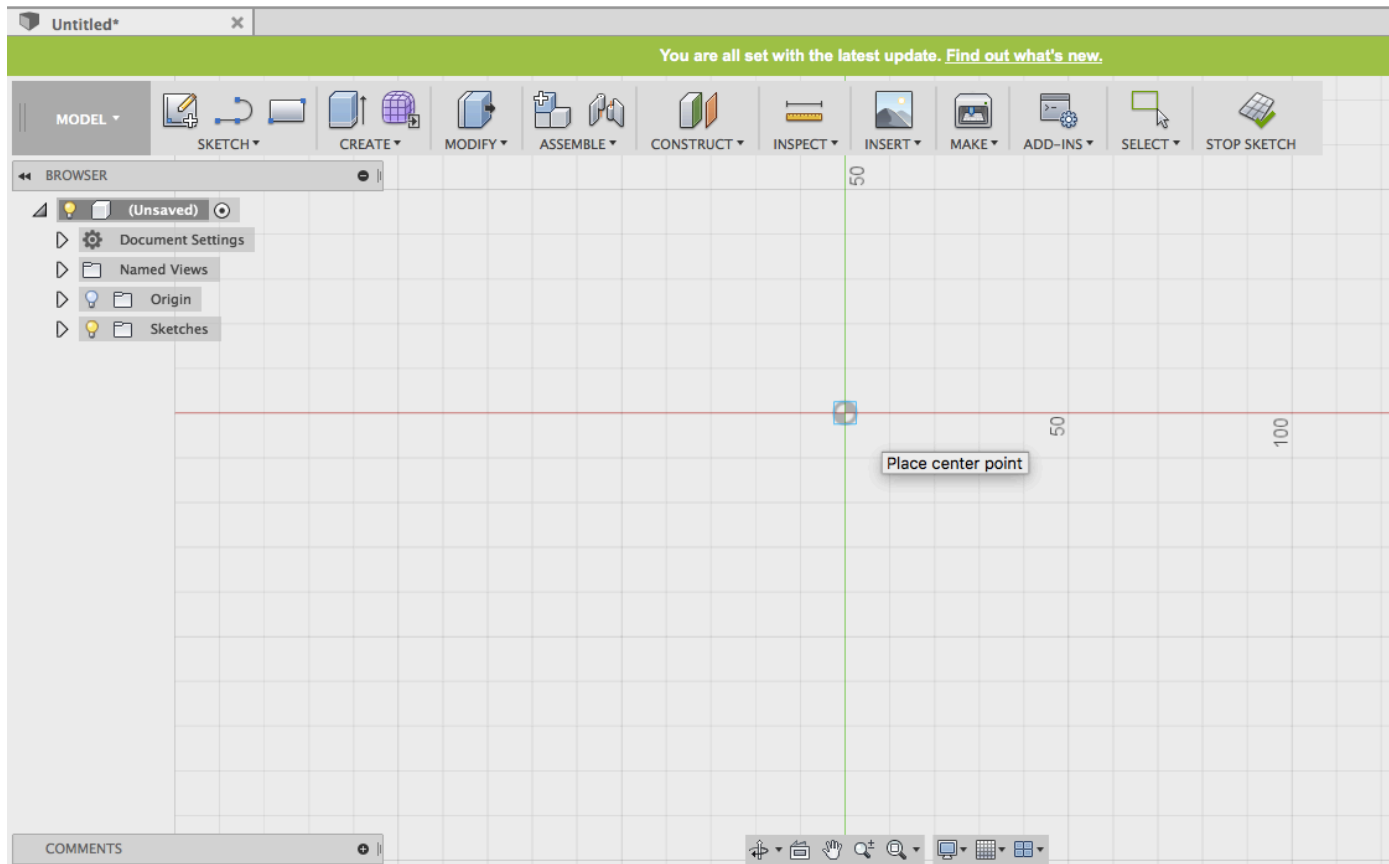 Untitled*
You are all set with the latest update. Find out what's new.
MODEL
SKETCH
CREATE
MODIFY
ASSEMBLE
CONSTRUCT
INSPECT
INSERT
MAKE
ADD-INS
SELECT
STOP SKETCH
BROWSER
50
(Unsaved)
Document Settings
Named Views
Origin
Sketches
50
100
Place center point
COMMENTS